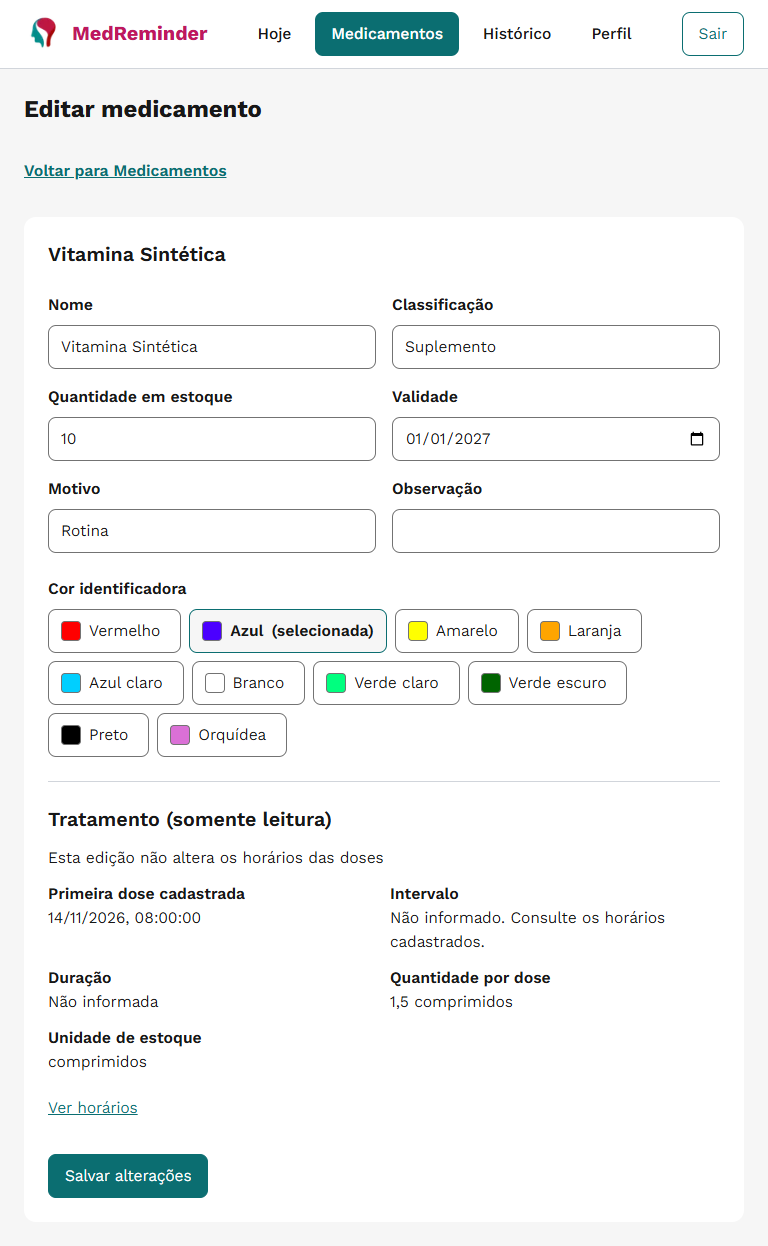 MedReminder Hoje Medicamentos Histórico Perfil Sair
Editar medicamento
Voltar para Medicamentos
Vitamina Sintética
Nome Classificação
Vitamina Sintética Suplemento
Quantidade em estoque Validade
10 01/01/2027
Motivo Observação
Rotina
Cor identificadora
Vermelho Azul (selecionada) Amarelo Laranja
Azul claro Branco Verde claro Verde escuro
Preto Orquídea
Tratamento (somente leitura)
Esta edição não altera os horários das doses
Primeira dose cadastrada Intervalo
14/11/2026, 08:00:00 Não informado. Consulte os horários
cadastrados.
Duração Quantidade por dose
Não informada 1,5 comprimidos
Unidade de estoque
comprimidos
Ver horários
Salvar alterações